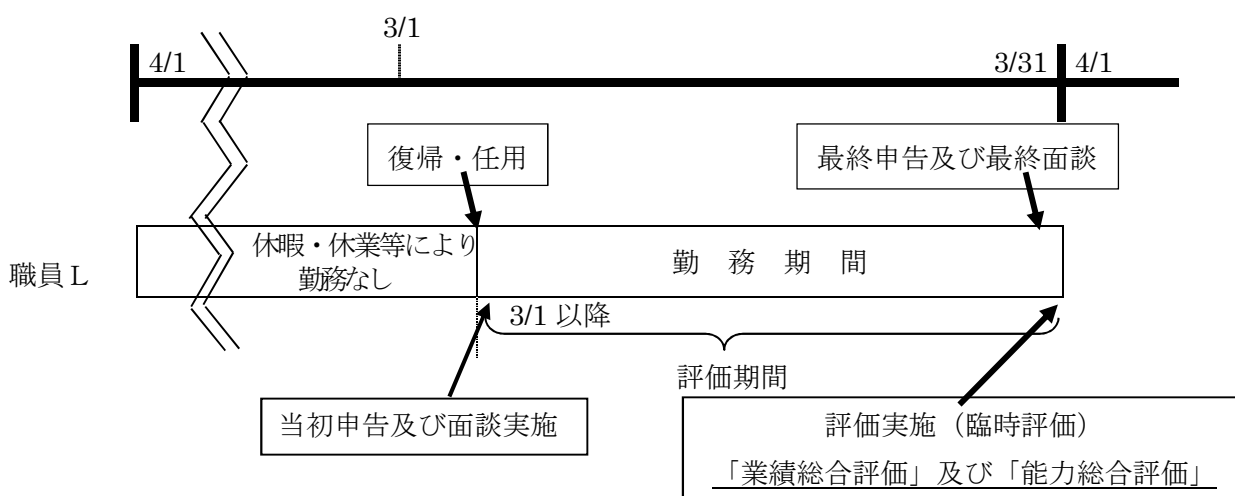 3/1
4/1
3/31
4/1
復帰・任用
最終申告及び最終面談
職員L
休暇・休業等により
勤務なし
勤務期間
3/1 以降
評価期間
当初申告及び面談実施
評価実施（臨時評価）
「業績総合評価」及び「能力総合評価」